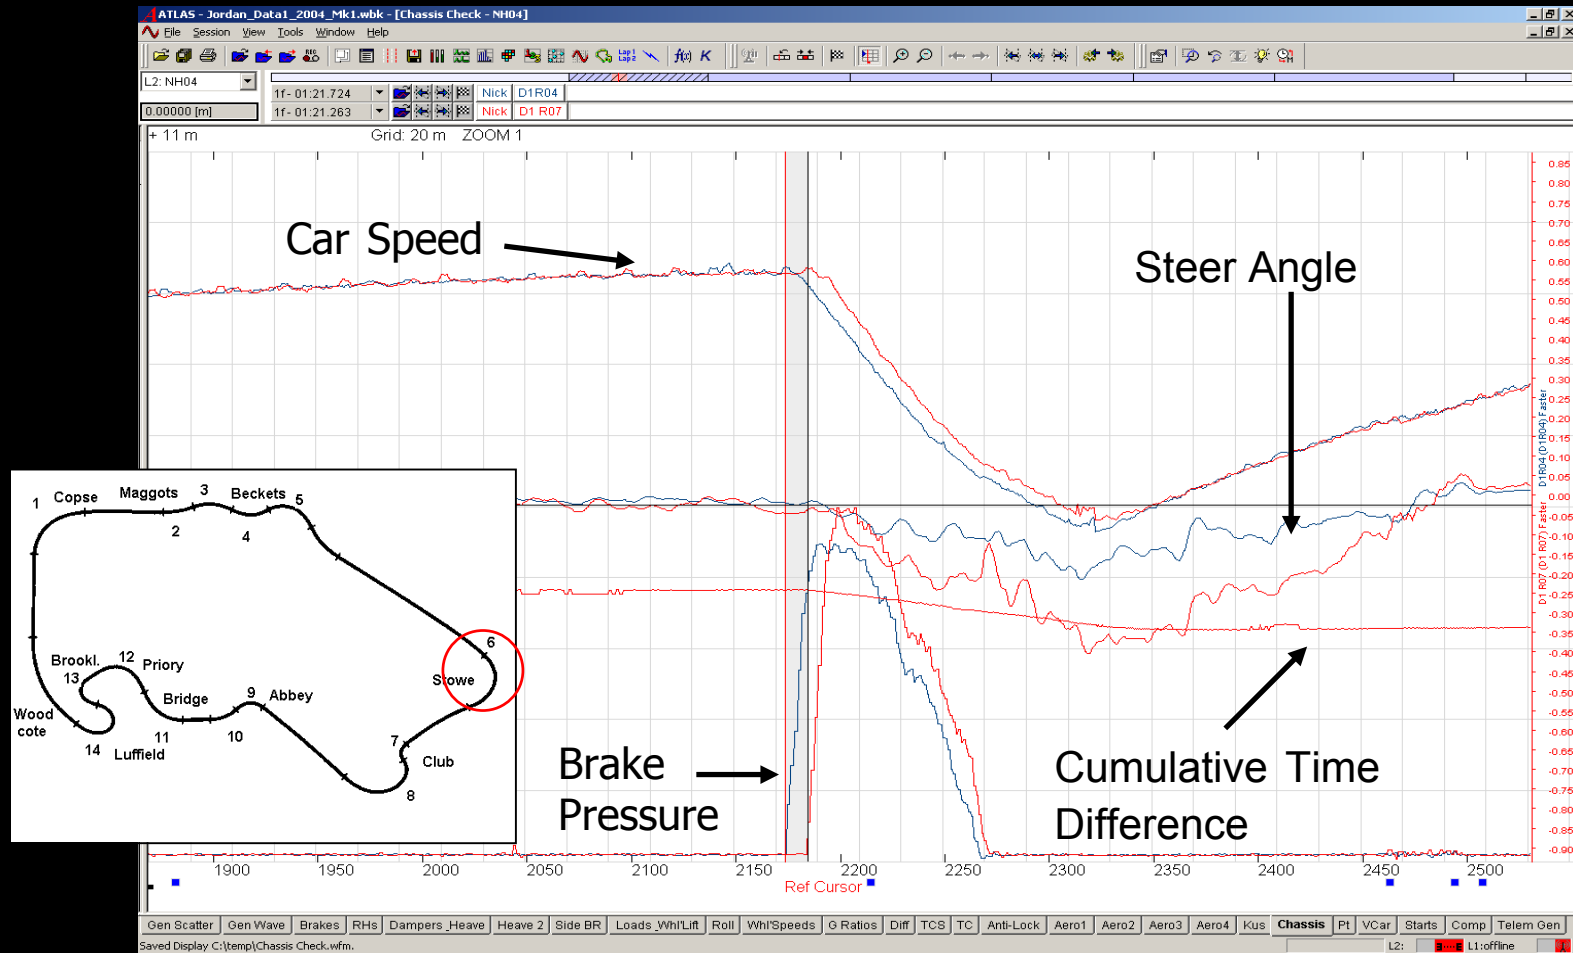 ATLAS - Jordan_Data1_2004_Mk1.wbk - [Chassis Check - NH04]
File Session View Tools Window Help
L2: NH04
1f- 01:21.724 Nick D1R04
0.00000 [m] 1f- 01:21.263 Nick D1 R07
+ 11 m Grid: 20 m ZOOM 1
Car Speed
Steer Angle
Brake
Pressure
Cumulative Time
Difference
0.85
0.80
0.75
0.70
0.65
0.60
0.55
0.50
0.45
0.40
0.35
0.30
0.25
0.20
0.15
0.10
0.05
0.00
-0.05
-0.10
-0.15
-0.20
-0.25
-0.30
-0.35
-0.40
-0.45
-0.50
-0.55
-0.60
-0.65
-0.70
-0.75
-0.80
-0.85
-0.90
D1R04 (D1R04) Faster
D1 R07 (D1 R07) Faster
1 Copse Maggots 3 Beckets 5
2 4
6
Stowe
Brookl. 12 Priory
13
Bridge 9 Abbey
Wood
cote
14 Luffield 11 10
7 Club
8
1900 1950 2000 2050 2100 2150 2200 2250 2300 2350 2400 2450 2500
Ref Cursor
Gen Scatter Gen Wave Brakes RHs Dampers_Heave Heave 2 Side BR Loads_Whl'Lift Roll Whl'Speeds G Ratios Diff TCS TC Anti-Lock Aero1 Aero2 Aero3 Aero4 Kus Chassis Pt VCar Starts Comp Telem Gen
Saved Display C:\temp\Chassis Check.wfm. L2: L1:offline